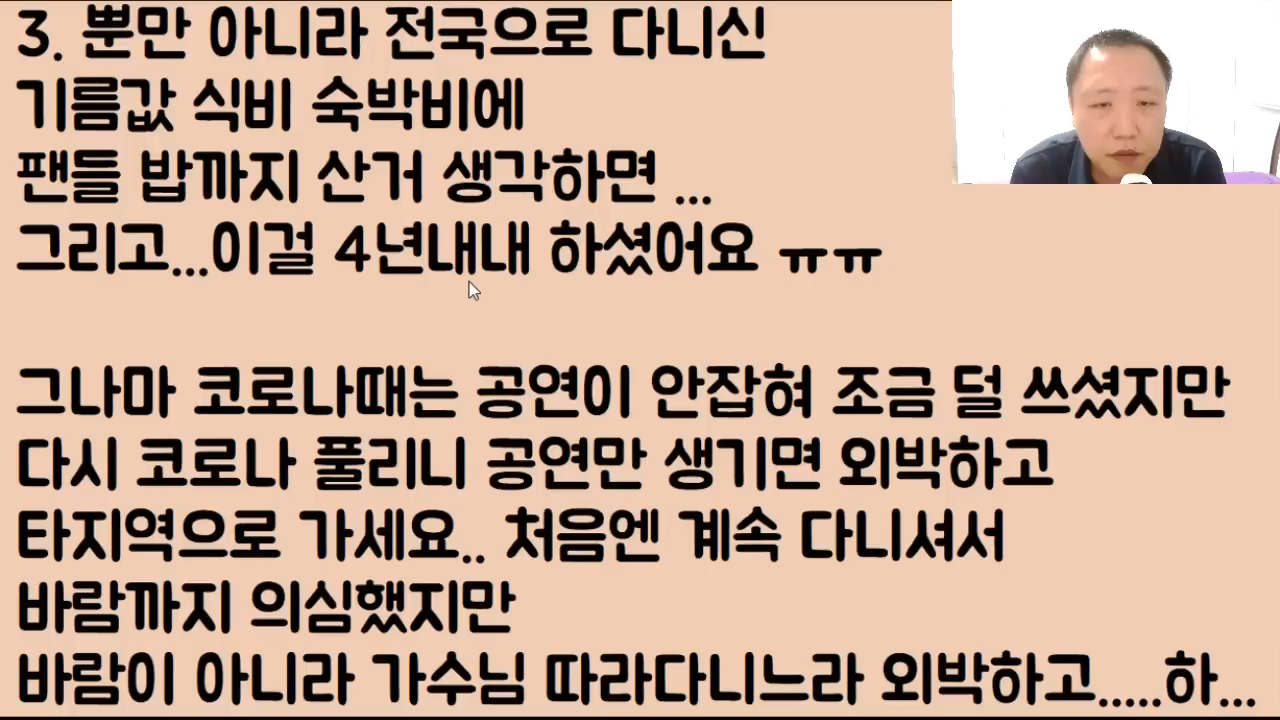 3. 뿐만 아니라 전국으로 다니신
기름값 식비 숙박비에
팬들 밥까지 산거 생각하면 ...
그리고...이걸 4년내내 하셨어요 ㅠㅠ
그나마 코로나때는 공연이 안잡혀 조금 덜 쓰셨지만
다시 코로나 풀리니 공연만 생기면 외박하고
타지역으로 가세요.. 처음엔 계속 다니셔서
바람까지 의심했지만
바람이 아니라 가수님 따라다니느라 외박하고.....하...